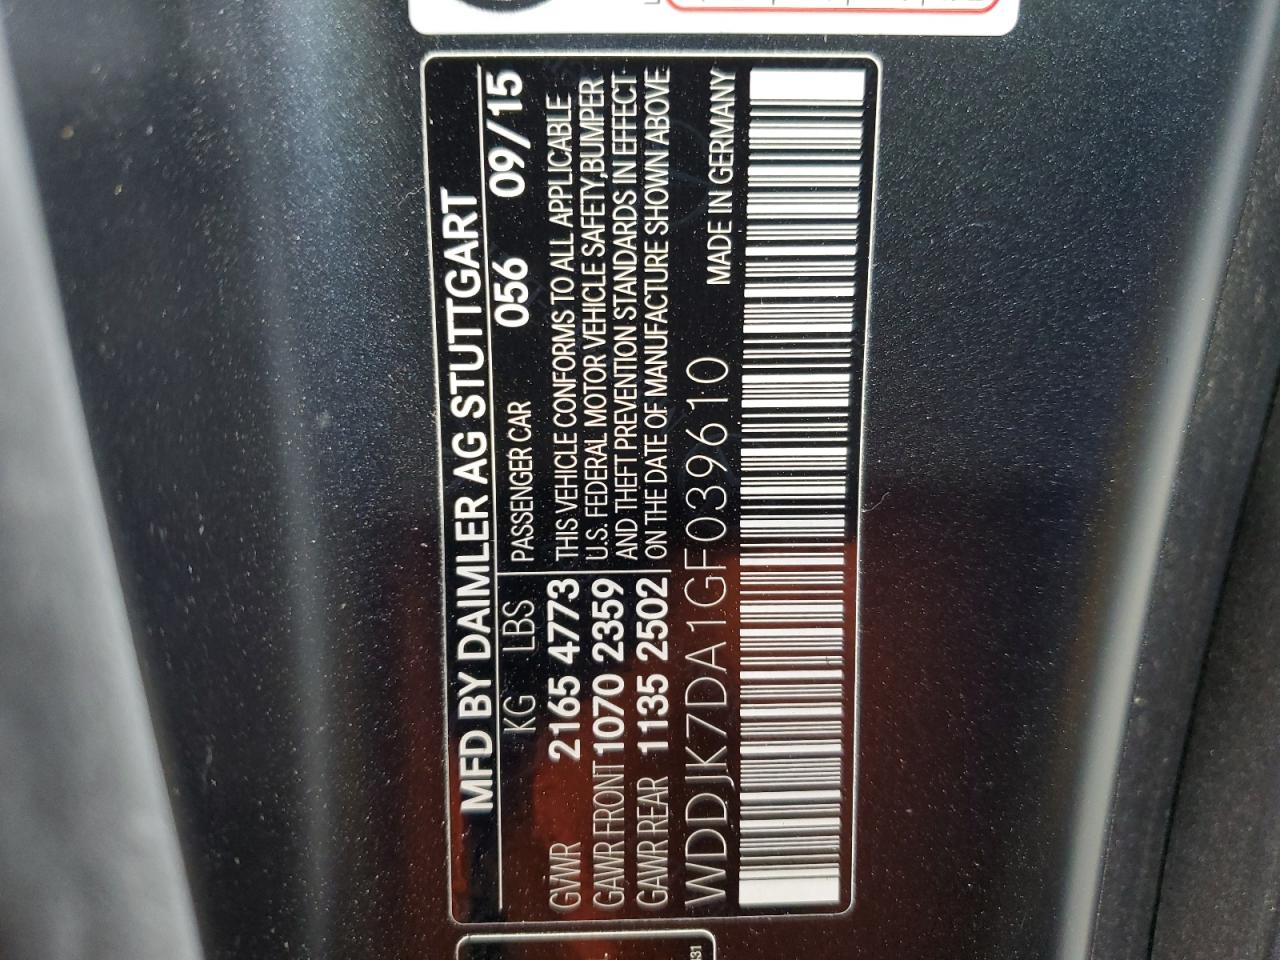 MFD BY DAIMLER AG STUTTGART
KG LBS PASSENGER CAR 056 09/15
GVWR 2165 4773
GAWR FRONT 1070 2359
GAWR REAR 1135 2502
THIS VEHICLE CONFORMS TO ALL APPLICABLE
U.S. FEDERAL MOTOR VEHICLE SAFETY,BUMPER
AND THEFT PREVENTION STANDARDS IN EFFECT
ON THE DATE OF MANUFACTURE SHOWN ABOVE
WDDJK7DA1GF039610 MADE IN GERMANY